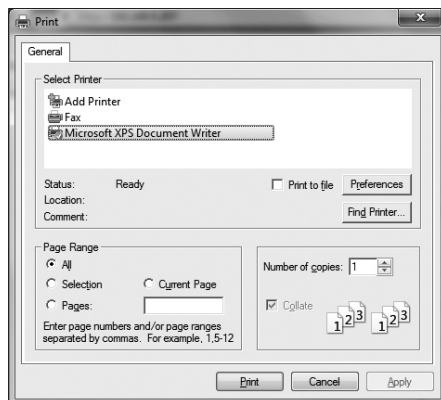 Print
General
Select Printer
Add Printer
Fax
Microsoft XPS Document Writer
Status: Ready
Print to file
Preferences
Location:
Comment:
Find Printer...
Page Range
All
Selection
Current Page
Pages:
Enter page numbers and/or page ranges
separated by commas. For example, 1,5-12
Number of copies: 1
Collate
1 2 3 1 2 3
Print Cancel Apply